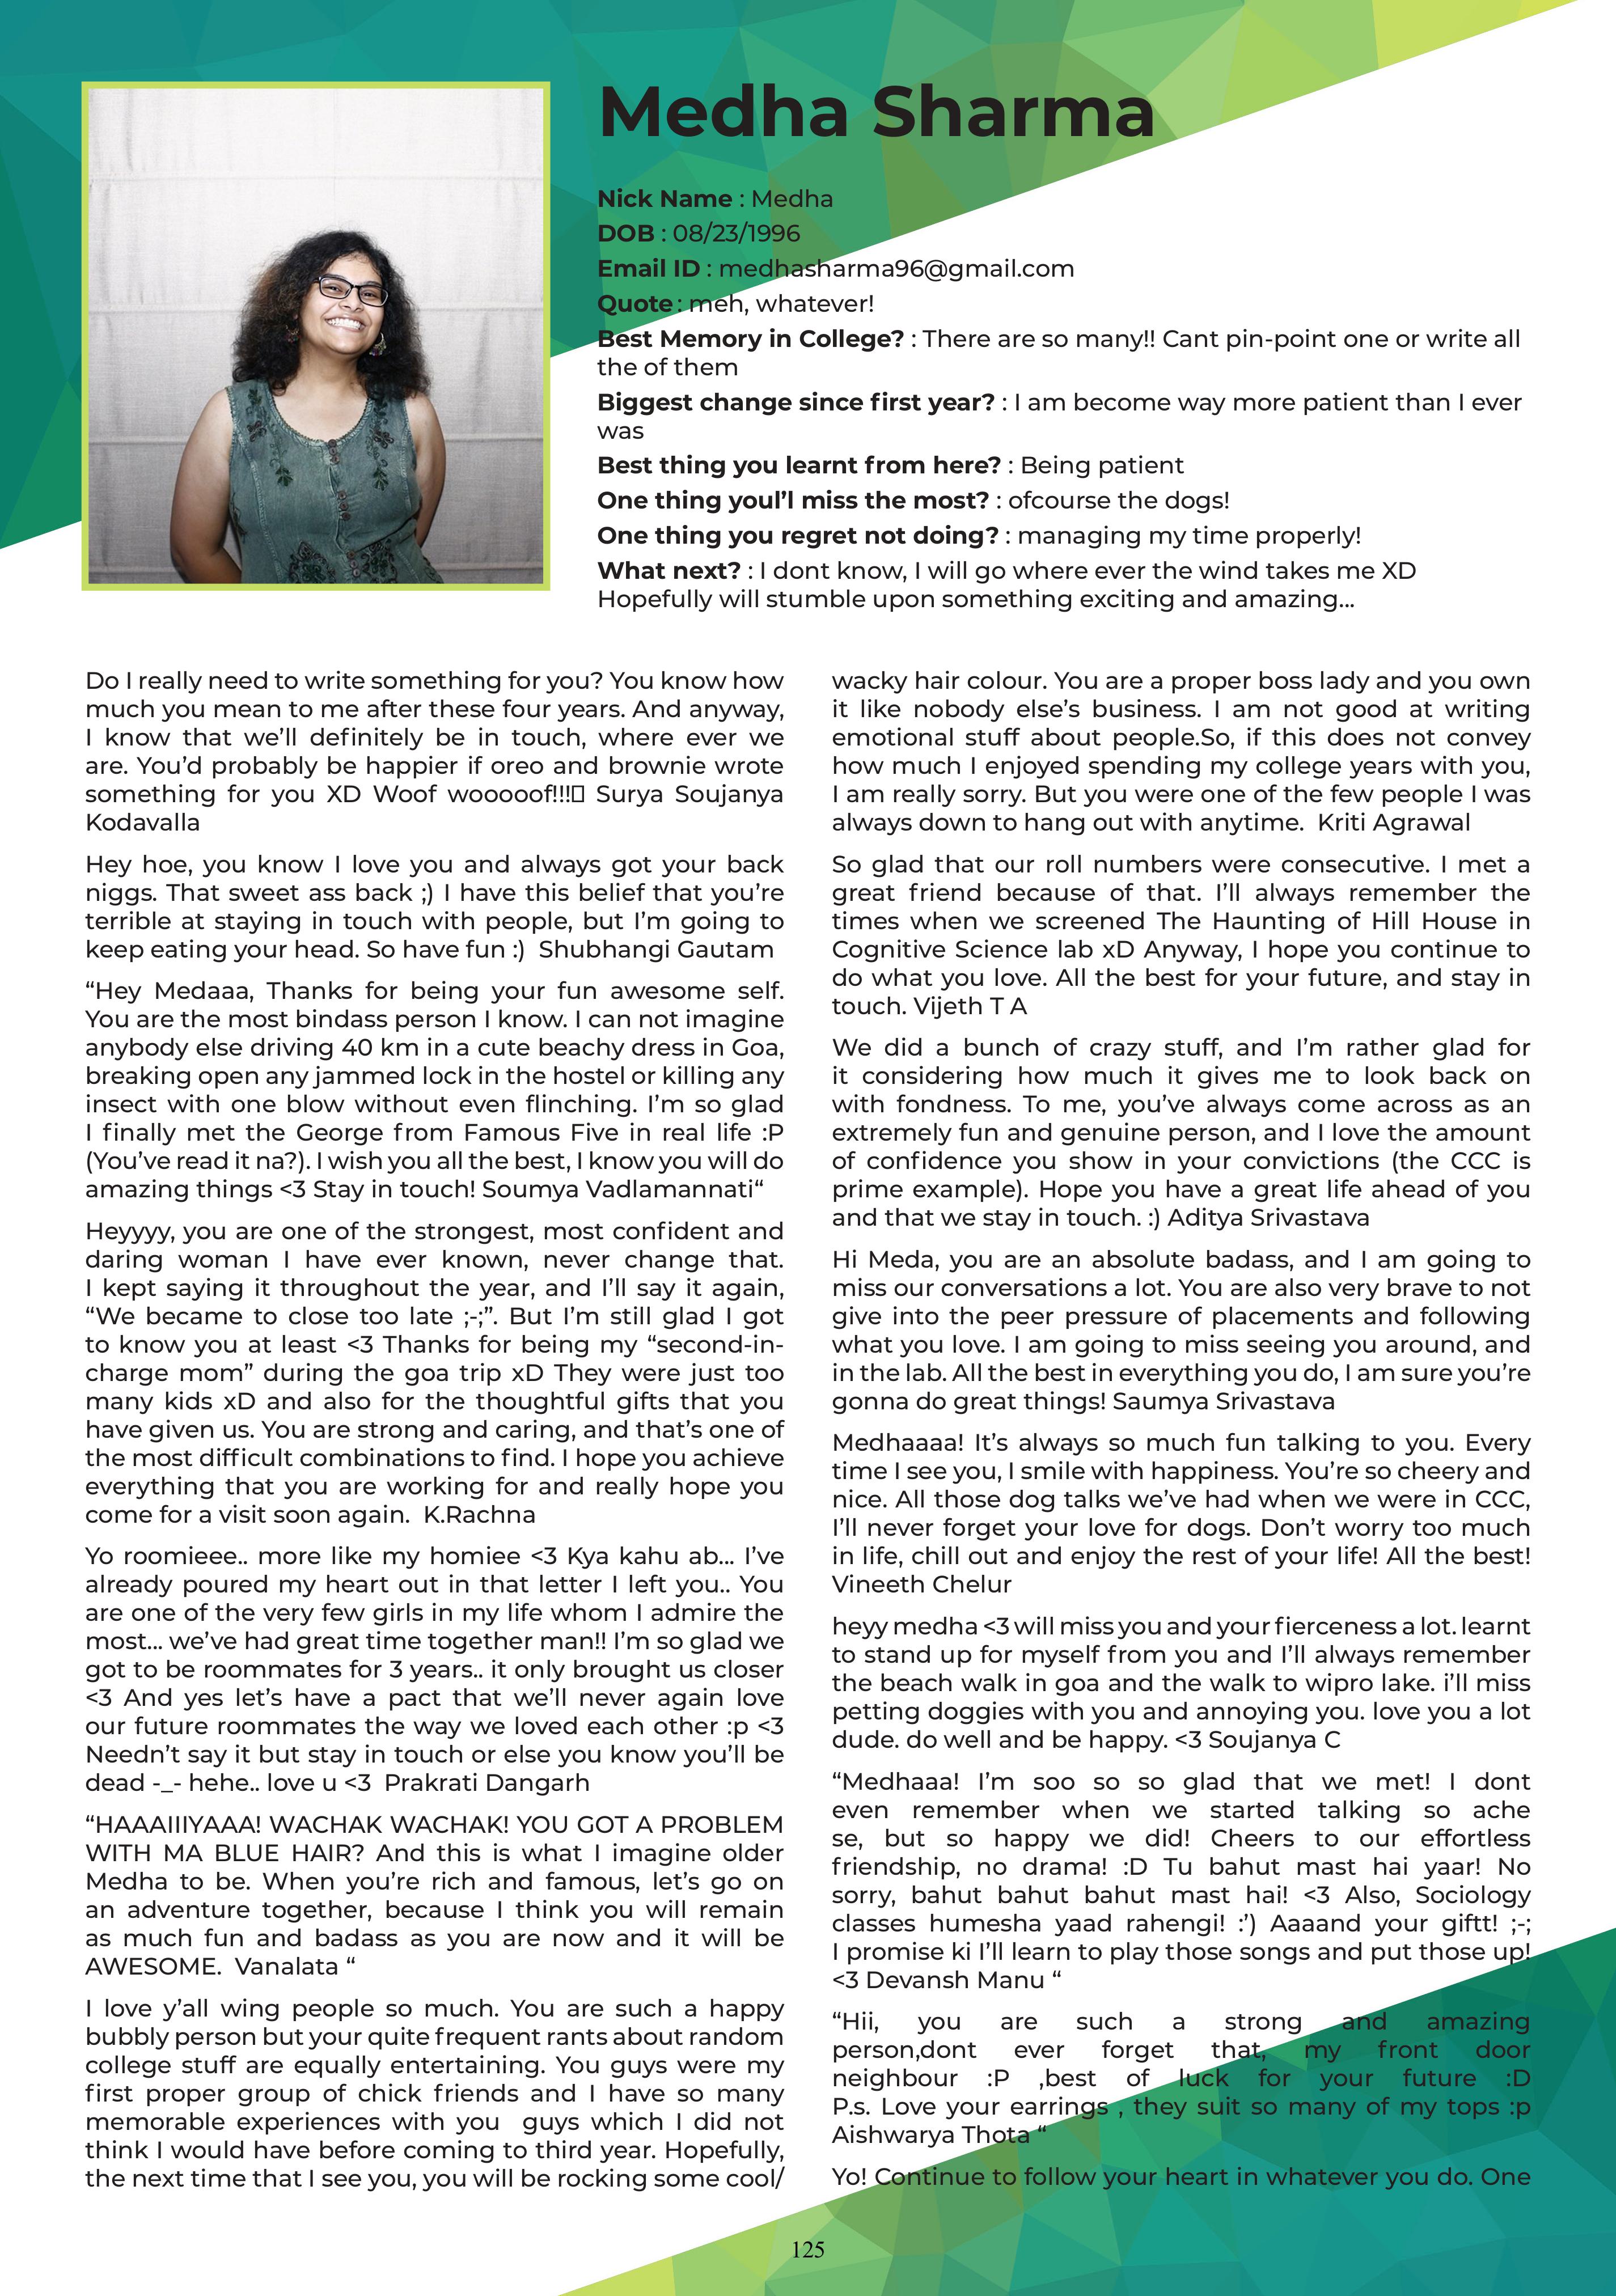 Medha Sharma
Nick Name : Medha
DOB : 08/23/1996
Email ID : medhasharma96@gmail.com
Quote : meh, whatever!
Best Memory in College? : There are so many!! Cant pin-point one or write all
the of them
Biggest change since first year? : I am become way more patient than I ever
was
Best thing you learnt from here? : Being patient
One thing youl’l miss the most? : ofcourse the dogs!
One thing you regret not doing? : managing my time properly!
What next? : I dont know, I will go where ever the wind takes me XD
Hopefully will stumble upon something exciting and amazing...
Do I really need to write something for you? You know how
much you mean to me after these four years. And anyway,
I know that we’ll definitely be in touch, where ever we
are. You’d probably be happier if oreo and brownie wrote
something for you XD Woof wooooof!!!▯ Surya Soujanya
Kodavalla
Hey hoe, you know I love you and always got your back
niggs. That sweet ass back ;) I have this belief that you’re
terrible at staying in touch with people, but I’m going to
keep eating your head. So have fun :) Shubhangi Gautam
“Hey Medaaa, Thanks for being your fun awesome self.
You are the most bindass person I know. I can not imagine
anybody else driving 40 km in a cute beachy dress in Goa,
breaking open any jammed lock in the hostel or killing any
insect with one blow without even flinching. I’m so glad
I finally met the George from Famous Five in real life :P
(You’ve read it na?). I wish you all the best, I know you will do
amazing things <3 Stay in touch! Soumya Vadlamannati“
Heyyyy, you are one of the strongest, most confident and
daring woman I have ever known, never change that.
I kept saying it throughout the year, and I’ll say it again,
“We became to close too late ;-;”. But I’m still glad I got
to know you at least <3 Thanks for being my “second-in-
charge mom” during the goa trip xD They were just too
many kids xD and also for the thoughtful gifts that you
have given us. You are strong and caring, and that’s one of
the most difficult combinations to find. I hope you achieve
everything that you are working for and really hope you
come for a visit soon again. K.Rachna
Yo roomieee.. more like my homiee <3 Kya kahu ab... I’ve
already poured my heart out in that letter I left you.. You
are one of the very few girls in my life whom I admire the
most... we’ve had great time together man!! I’m so glad we
got to be roommates for 3 years.. it only brought us closer
<3 And yes let’s have a pact that we’ll never again love
our future roommates the way we loved each other :p <3
Needn’t say it but stay in touch or else you know you’ll be
dead -_- hehe.. love u <3 Prakrati Dangarh
“HAAAIIIYAAA! WACHAK WACHAK! YOU GOT A PROBLEM
WITH MA BLUE HAIR? And this is what I imagine older
Medha to be. When you’re rich and famous, let’s go on
an adventure together, because I think you will remain
as much fun and badass as you are now and it will be
AWESOME. Vanalata “
I love y’all wing people so much. You are such a happy
bubbly person but your quite frequent rants about random
college stuff are equally entertaining. You guys were my
first proper group of chick friends and I have so many
memorable experiences with you guys which I did not
think I would have before coming to third year. Hopefully,
the next time that I see you, you will be rocking some cool/
wacky hair colour. You are a proper boss lady and you own
it like nobody else’s business. I am not good at writing
emotional stuff about people.So, if this does not convey
how much I enjoyed spending my college years with you,
I am really sorry. But you were one of the few people I was
always down to hang out with anytime. Kriti Agrawal
So glad that our roll numbers were consecutive. I met a
great friend because of that. I’ll always remember the
times when we screened The Haunting of Hill House in
Cognitive Science lab xD Anyway, I hope you continue to
do what you love. All the best for your future, and stay in
touch. Vijeth T A
We did a bunch of crazy stuff, and I’m rather glad for
it considering how much it gives me to look back on
with fondness. To me, you’ve always come across as an
extremely fun and genuine person, and I love the amount
of confidence you show in your convictions (the CCC is
prime example). Hope you have a great life ahead of you
and that we stay in touch. :) Aditya Srivastava
Hi Meda, you are an absolute badass, and I am going to
miss our conversations a lot. You are also very brave to not
give into the peer pressure of placements and following
what you love. I am going to miss seeing you around, and
in the lab. All the best in everything you do, I am sure you’re
gonna do great things! Saumya Srivastava
Medhaaaa! It’s always so much fun talking to you. Every
time I see you, I smile with happiness. You’re so cheery and
nice. All those dog talks we’ve had when we were in CCC,
I’ll never forget your love for dogs. Don’t worry too much
in life, chill out and enjoy the rest of your life! All the best!
Vineeth Chelur
heyy medha <3 will miss you and your fierceness a lot. learnt
to stand up for myself from you and I’ll always remember
the beach walk in goa and the walk to wipro lake. i’ll miss
petting doggies with you and annoying you. love you a lot
dude. do well and be happy. <3 Soujanya C
“Medhaaa! I’m soo so so glad that we met! I dont
even remember when we started talking so ache
se, but so happy we did! Cheers to our effortless
friendship, no drama! :D Tu bahut mast hai yaar! No
sorry, bahut bahut bahut mast hai! <3 Also, Sociology
classes humesha yaad rahengi! :’) Aaaand your giftt! ;-;
I promise ki I’ll learn to play those songs and put those up!
<3 Devansh Manu “
“Hii, you are such a strong and amazing
person,dont ever forget that, my front door
neighbour :P ,best of luck for your future :D
P.s. Love your earrings , they suit so many of my tops :p
Aishwarya Thota “
Yo! Continue to follow your heart in whatever you do. One
125